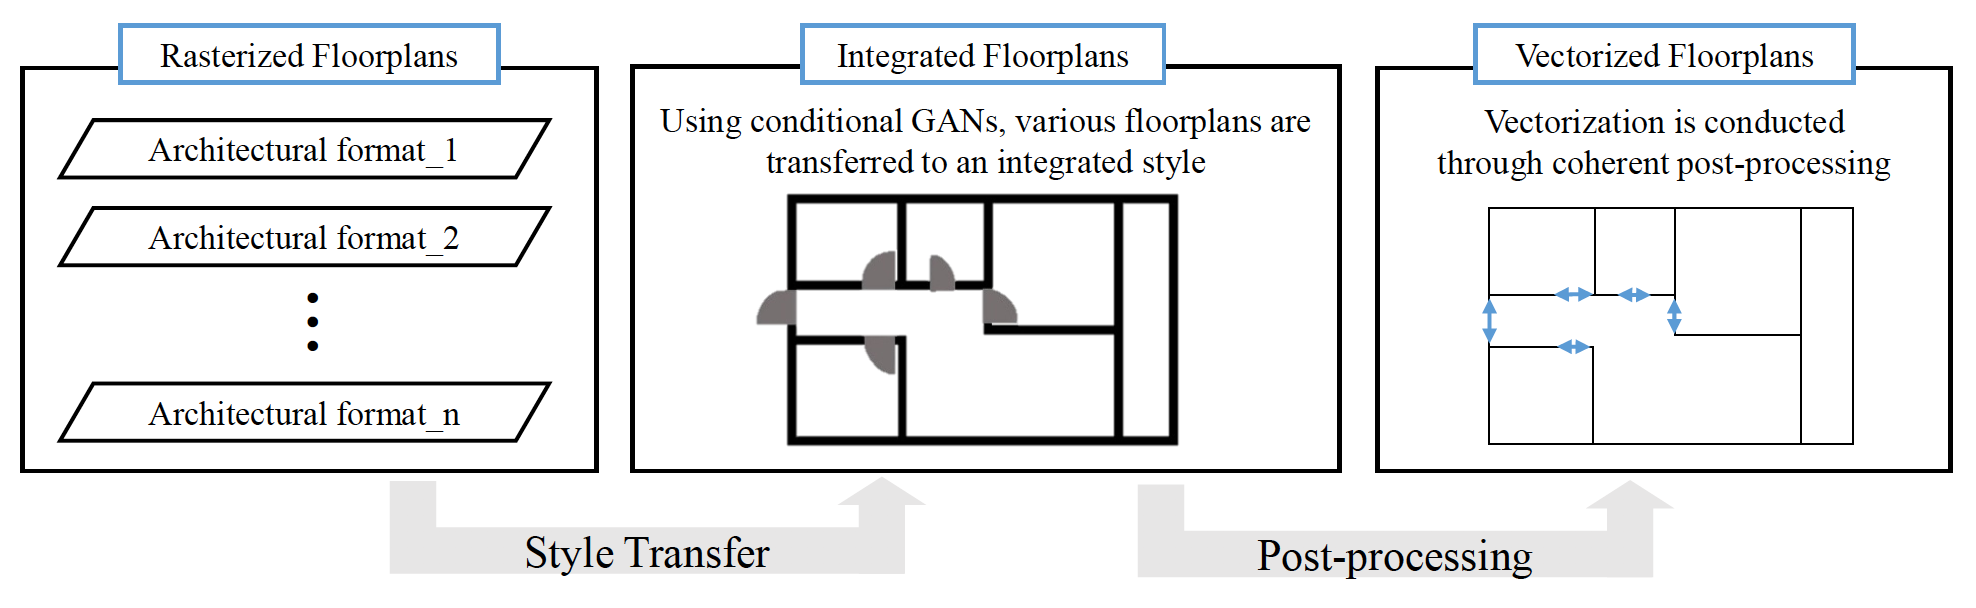 Rasterized Floorplans
Architectural format_1
Architectural format_2
Architectural format_n
Integrated Floorplans
Using conditional GANs, various floorplans are
transferred to an integrated style
Vectorized Floorplans
Vectorization is conducted
through coherent post-processing
Style Transfer
Post-processing